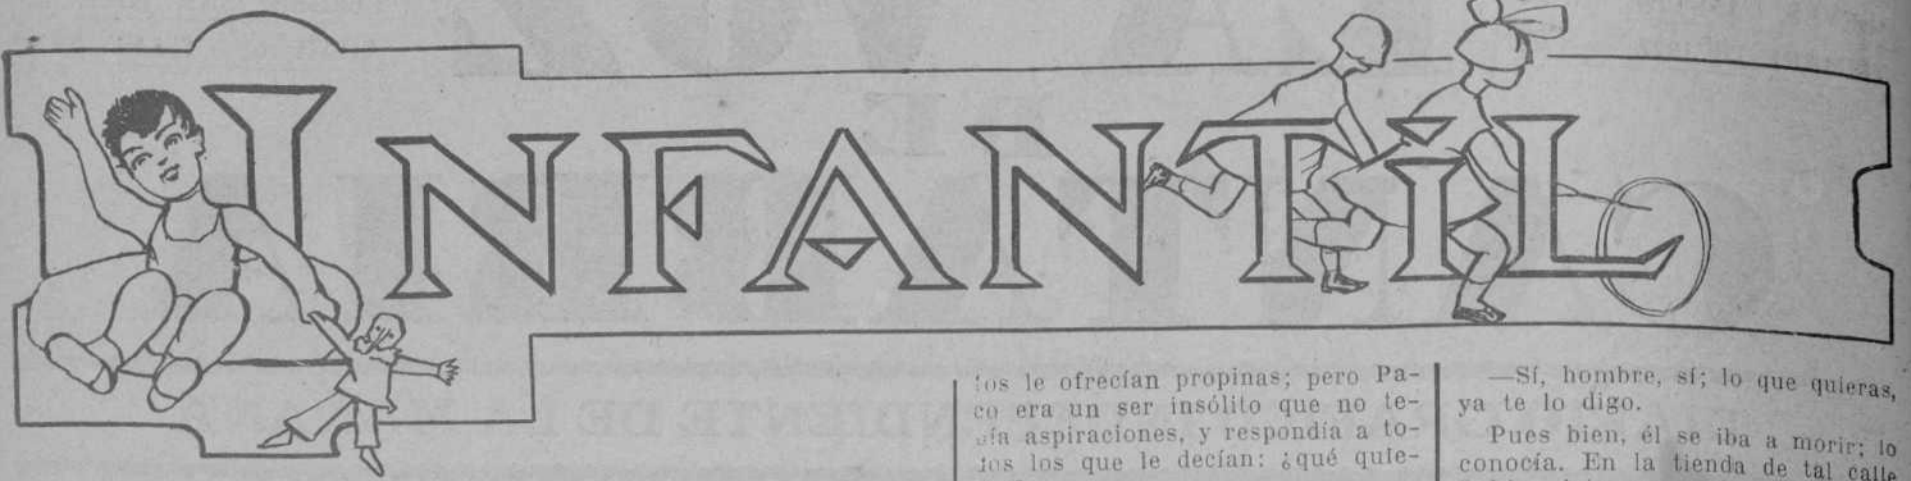 INFANTiL
dos le ofrecían propinas; pero Pa-
co era un ser insólito que no te-
nía aspiraciones, y respondía a to-
dos los que le decían: ¿qué quie-
—Sí, hombre, sí; lo que quieras,
ya te lo digo.
Pues bien, él se iba a morir; lo
conocía. En la tienda de tal calle